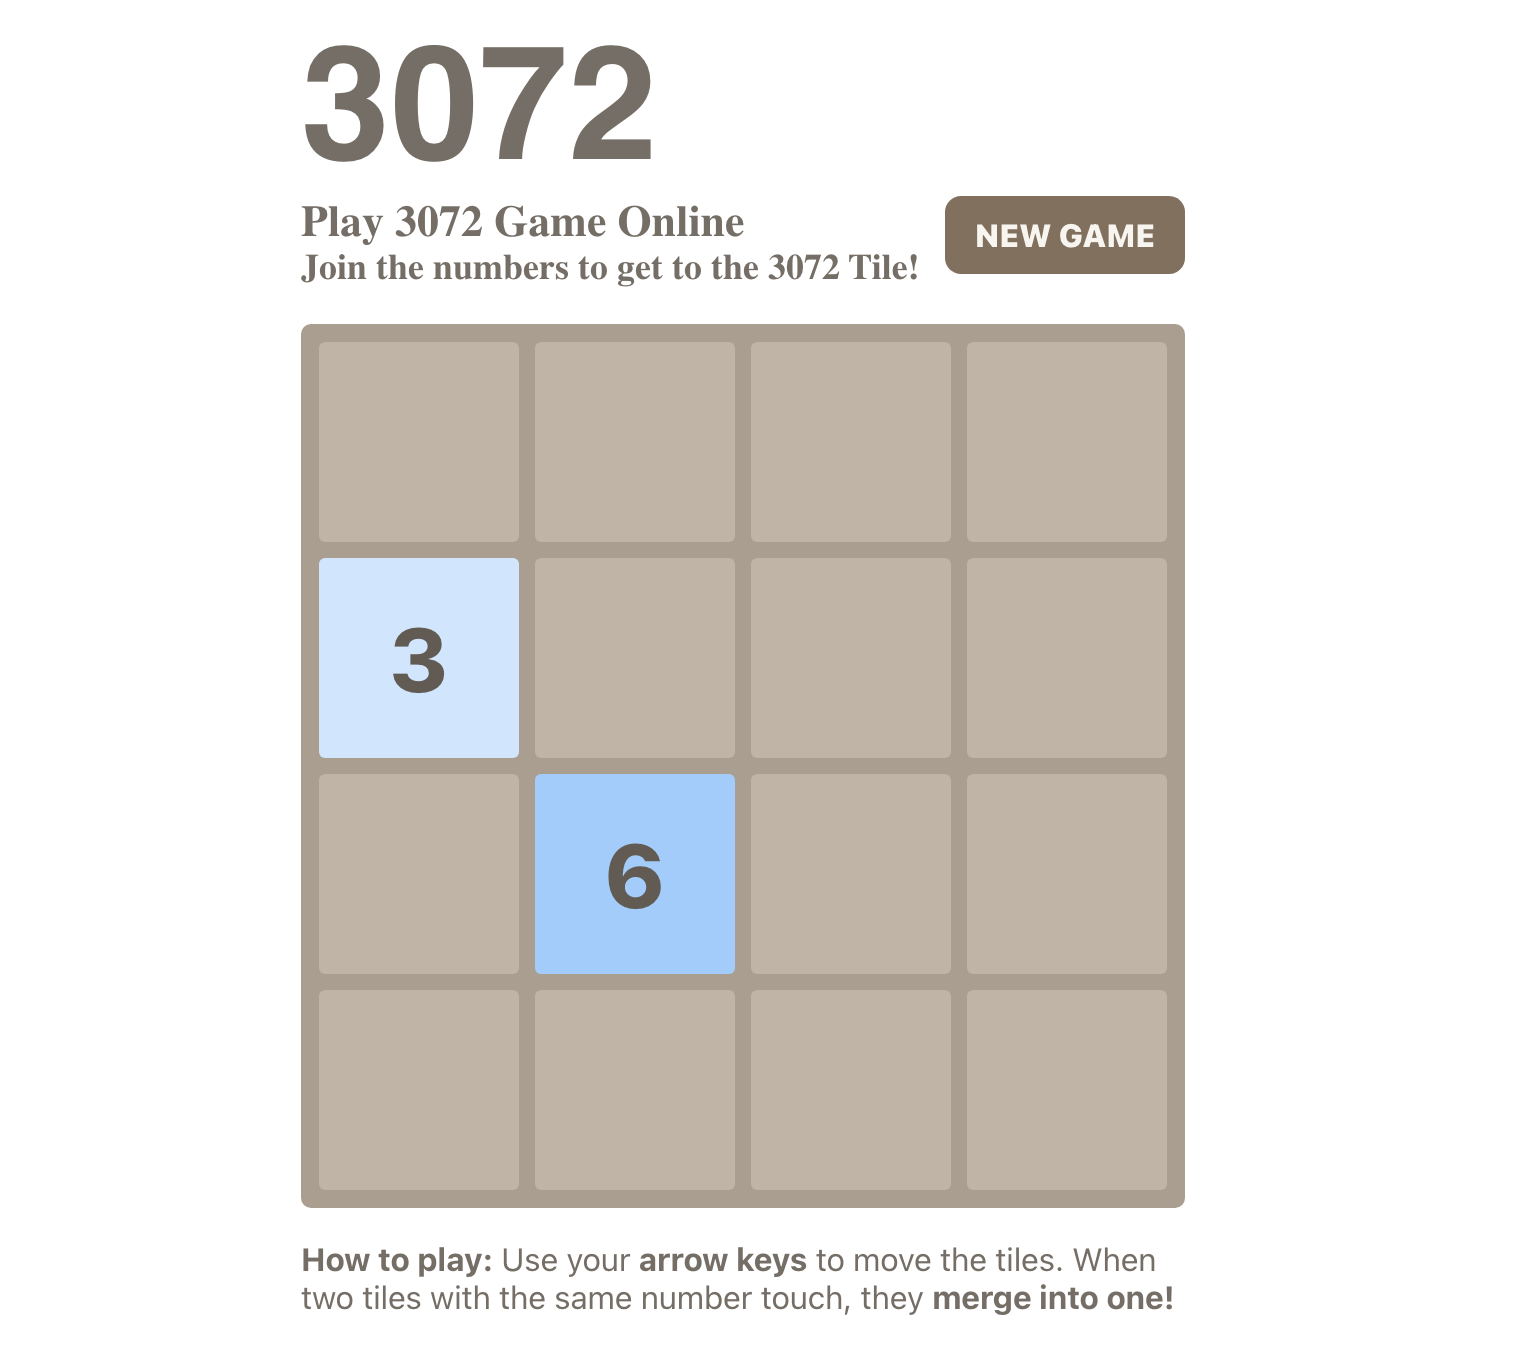 3072
Play 3072 Game Online
Join the numbers to get to the 3072 Tile!
NEW GAME
3
6
How to play: Use your arrow keys to move the tiles. When
two tiles with the same number touch, they merge into one!